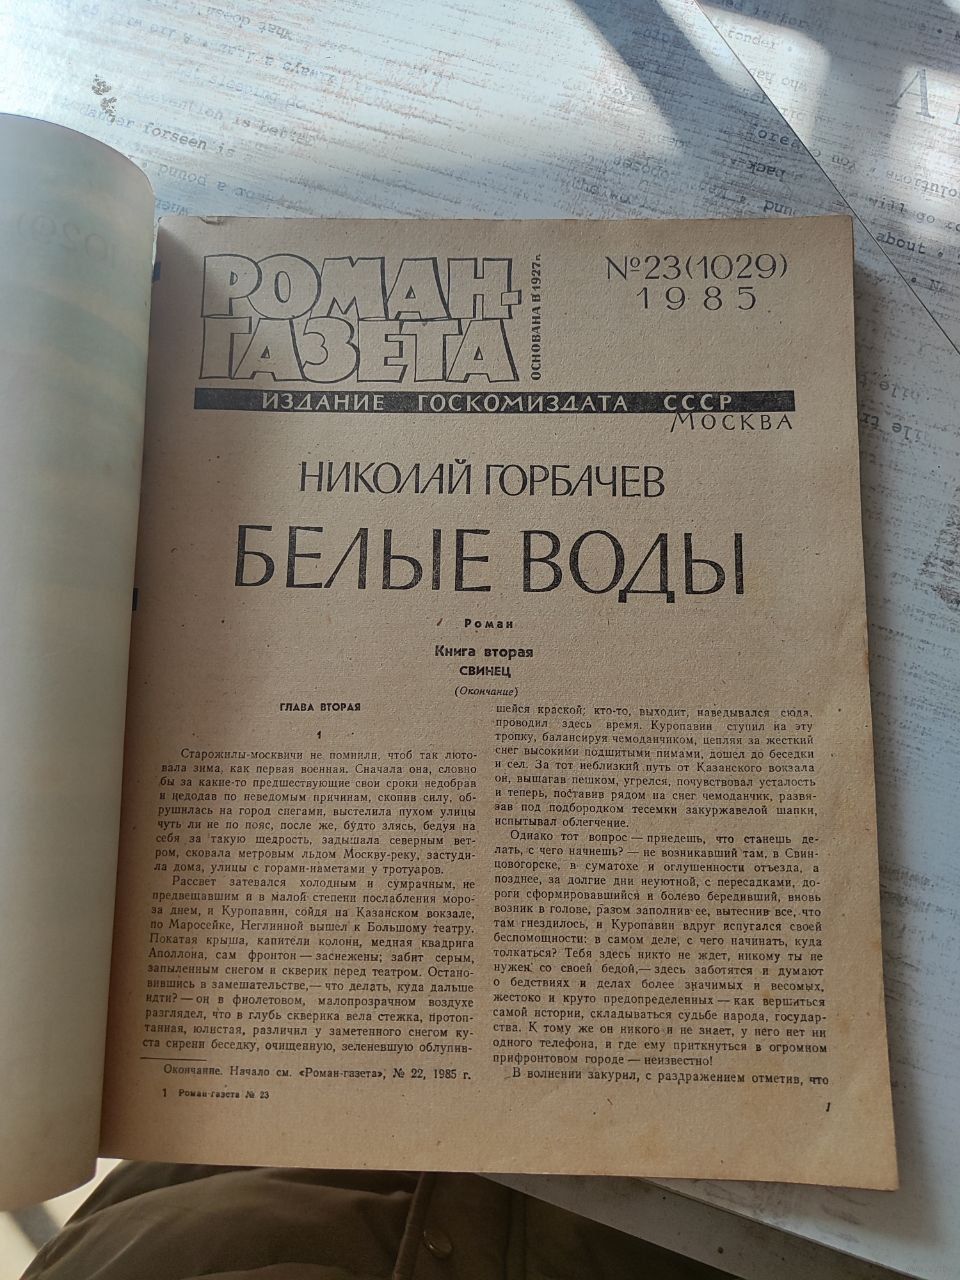 РОМАН-
ГАЗЕТА
ОСНОВАНА В 1927г.
№23(1029)
1985
ИЗДАНИЕ ГОСКОМИЗДАТА СССР
МОСКВА
НИКОЛАЙ ГОРБАЧЕВ
БЕЛЫЕ ВОДЫ
Роман
Книга вторая
СВИНЕЦ
(Окончание)
ГЛАВА ВТОРАЯ
1
Старожилы-москвичи не помнили, чтоб так люто-
вала зима, как первая военная. Сначала она, словно
бы за какие-то предшествующие свои сроки недобрав
и недодав по неведомым причинам, скопив силу, об-
рушилась на город снегами, выстелила пухом улицы
чуть ли не по пояс, после же, будто злясь, бедуя на
себя за такую щедрость, задышала северным вет-
ром, сковала метровым льдом Москву-реку, застуди-
ла дома, улицы с горами-наметами у тротуаров.
Рассвет затевался холодным и сумрачным, не
предвещавшим и в малой степени послабления моро-
за днем, и Куропавин, сойдя на Казанском вокзале,
по Маросейке, Неглинной вышел к Большому театру.
Покатая крыша, капители колонн, медная квадрига
Аполлона, сам фронтон — заснежены; забит серым,
запыленным снегом и скверик перед театром. Остано-
вившись в замешательстве,— что делать, куда дальше
идти? — он в фиолетовом, малопрозрачном воздухе
разглядел, что в глубь скверика вела стежка, протоп-
танная, юлистая, различил у заметенного снегом ку-
ста сирени беседку, очищенную, зеленевшую облупив-
Окончание. Начало см. «Роман-газета», № 22, 1985 г.
1 Роман-газета № 23
шейся краской; кто-то, выходит, наведывался сюда,
проводил здесь время. Куропавин ступил на эту
тропку, балансируя чемоданчиком, цепляя за жесткий
снег высокими подшитыми пимами, дошел до беседки
и сел. За тот неблизкий путь от Казанского вокзала
он, вышагав пешком, угрелся, почувствовал усталость
и теперь, поставив рядом на снег чемоданчик, развя-
зав под подбородком тесемки закуржавелой шапки,
испытывал облегчение.
Однако тот вопрос — приедешь, что станешь де-
лать, с чего начнешь? — не возникавший там, в Свин-
цовогорске, в суматохе и оглушенности отъезда, а
позднее, за долгие дни неуютной, с пересадками, до-
роги сформировавшийся и болево бередивший, вновь
возник в голове, разом заполнив ее, вытеснив все, что
там гнездилось, и Куропавин вдруг испугался своей
беспомощности: в самом деле, с чего начинать, куда
толкаться? Тебя здесь никто не ждет, никому ты не
нужен со своей бедой,— здесь заботятся и думают
о бедствиях и делах более значимых и весомых,
жестоко и круто предопределенных — как вершиться
самой истории, складываться судьбе народа, государ-
ства. К тому же он никого и не знает, у него нет ни
одного телефона, и где ему приткнуться в огромном
прифронтовом городе — неизвестно!
В волнении закурил, с раздражением отметив, что
1